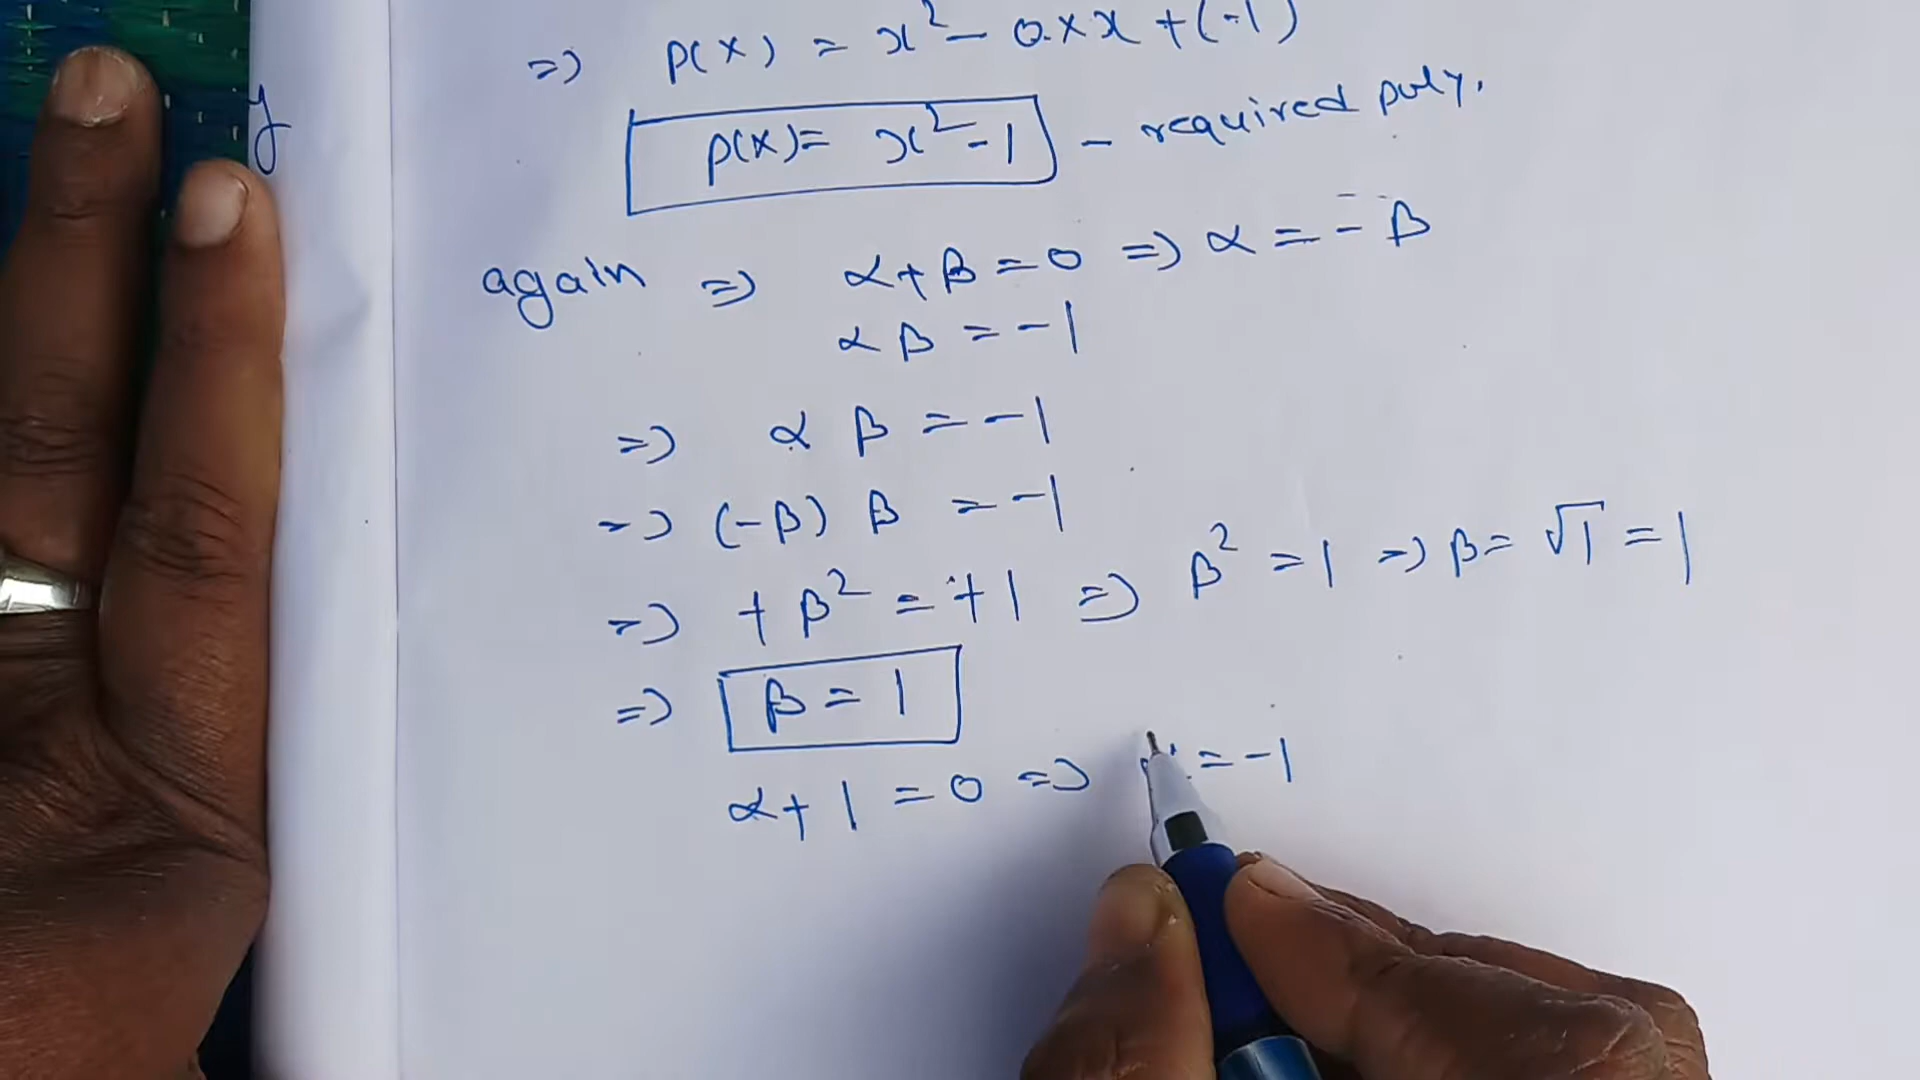 => p(x) = x² - 0 × x + (-1)
y
p(x) = x² - 1 - required poly.
again => α + β = 0 => α = - β
α β = -1
=> α β = -1
=> (-β) β = -1
=> + β² = +1 => β² = 1 => β = √1 = 1
=> β = 1
α + 1 = 0 => = -1